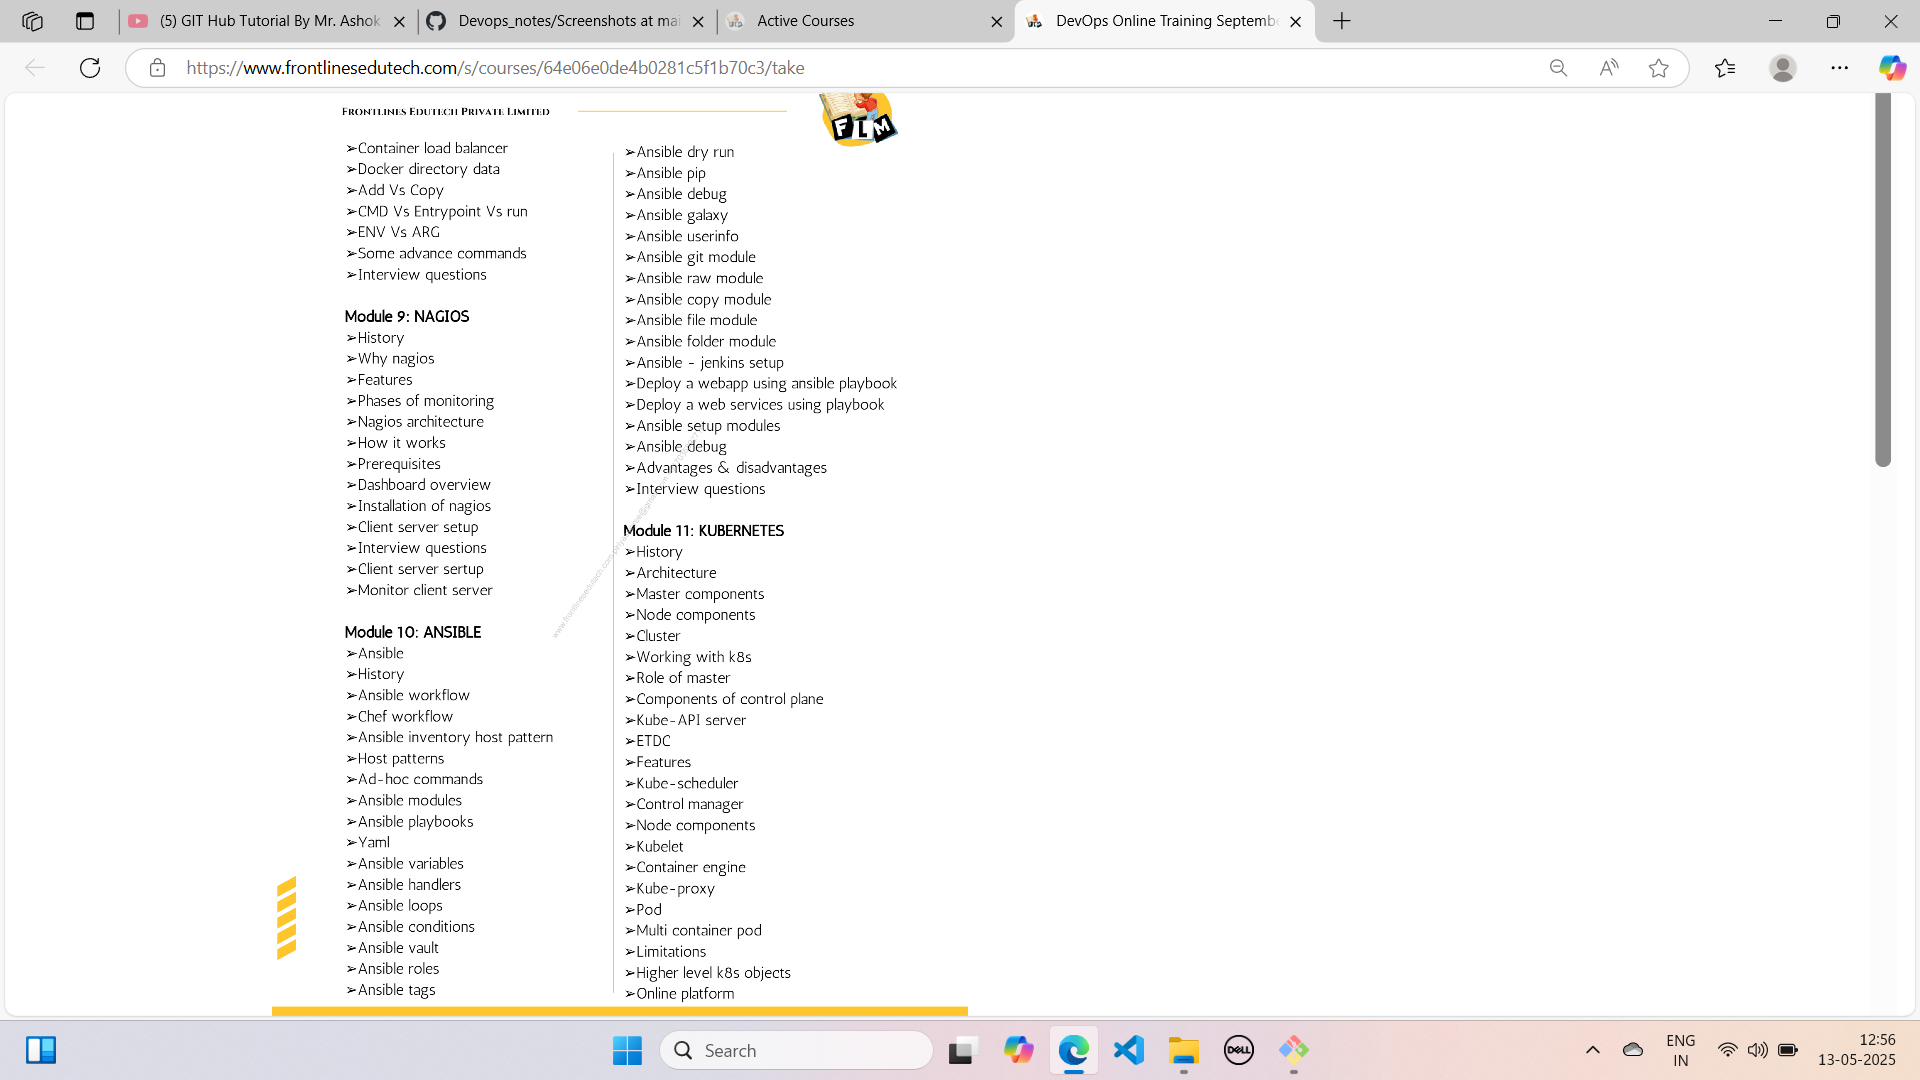 (5) GIT Hub Tutorial By Mr. Ashok
Devops_notes/Screenshots at mai
Active Courses
DevOps Online Training Septembe
https://www.frontlinesedutech.com/s/courses/64e06e0de4b0281c5f1b70c3/take
Frontlines Edutech Private Limited
FLM
➢Container load balancer
➢Docker directory data
➢Add Vs Copy
➢CMD Vs Entrypoint Vs run
➢ENV Vs ARG
➢Some advance commands
➢Interview questions
Module 9: NAGIOS
➢History
➢Why nagios
➢Features
➢Phases of monitoring
➢Nagios architecture
➢How it works
➢Prerequisites
➢Dashboard overview
➢Installation of nagios
➢Client server setup
➢Interview questions
➢Client server sertup
➢Monitor client server
Module 10: ANSIBLE
➢Ansible
➢History
➢Ansible workflow
➢Chef workflow
➢Ansible inventory host pattern
➢Host patterns
➢Ad-hoc commands
➢Ansible modules
➢Ansible playbooks
➢Yaml
➢Ansible variables
➢Ansible handlers
➢Ansible loops
➢Ansible conditions
➢Ansible vault
➢Ansible roles
➢Ansible tags
➢Ansible dry run
➢Ansible pip
➢Ansible debug
➢Ansible galaxy
➢Ansible userinfo
➢Ansible git module
➢Ansible raw module
➢Ansible copy module
➢Ansible file module
➢Ansible folder module
➢Ansible - jenkins setup
➢Deploy a webapp using ansible playbook
➢Deploy a web services using playbook
➢Ansible setup modules
➢Ansible debug
➢Advantages & disadvantages
➢Interview questions
Module 11: KUBERNETES
➢History
➢Architecture
➢Master components
➢Node components
➢Cluster
➢Working with k8s
➢Role of master
➢Components of control plane
➢Kube-API server
➢ETDC
➢Features
➢Kube-scheduler
➢Control manager
➢Node components
➢Kubelet
➢Container engine
➢Kube-proxy
➢Pod
➢Multi container pod
➢Limitations
➢Higher level k8s objects
➢Online platform
www.frontlinesedutech.com
Search
DELL
ENG
IN
12:56
13-05-2025